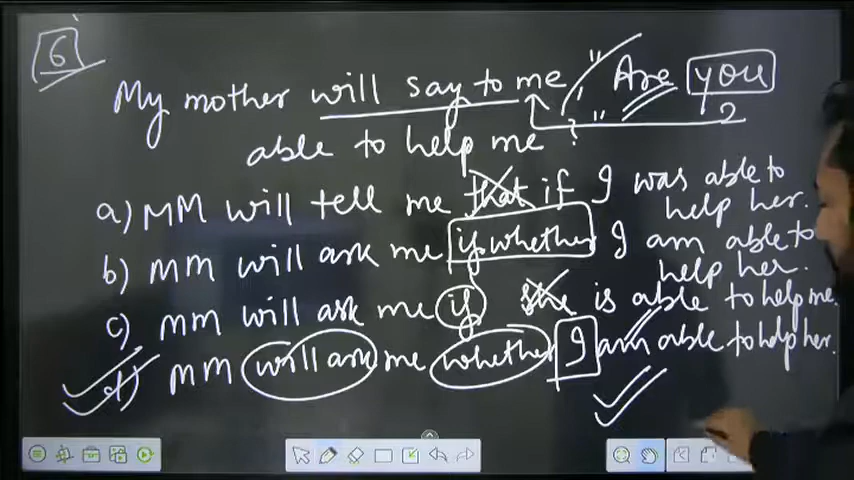 6
My mother will say to me " Are you
able to help me ? "
a) MM will tell me that if I was able to
help her.
b) MM will ask me if whether I am able to
help her.
c) MM will ask me if she is able to help me.
d) MM will ask me whether I am able to help her.